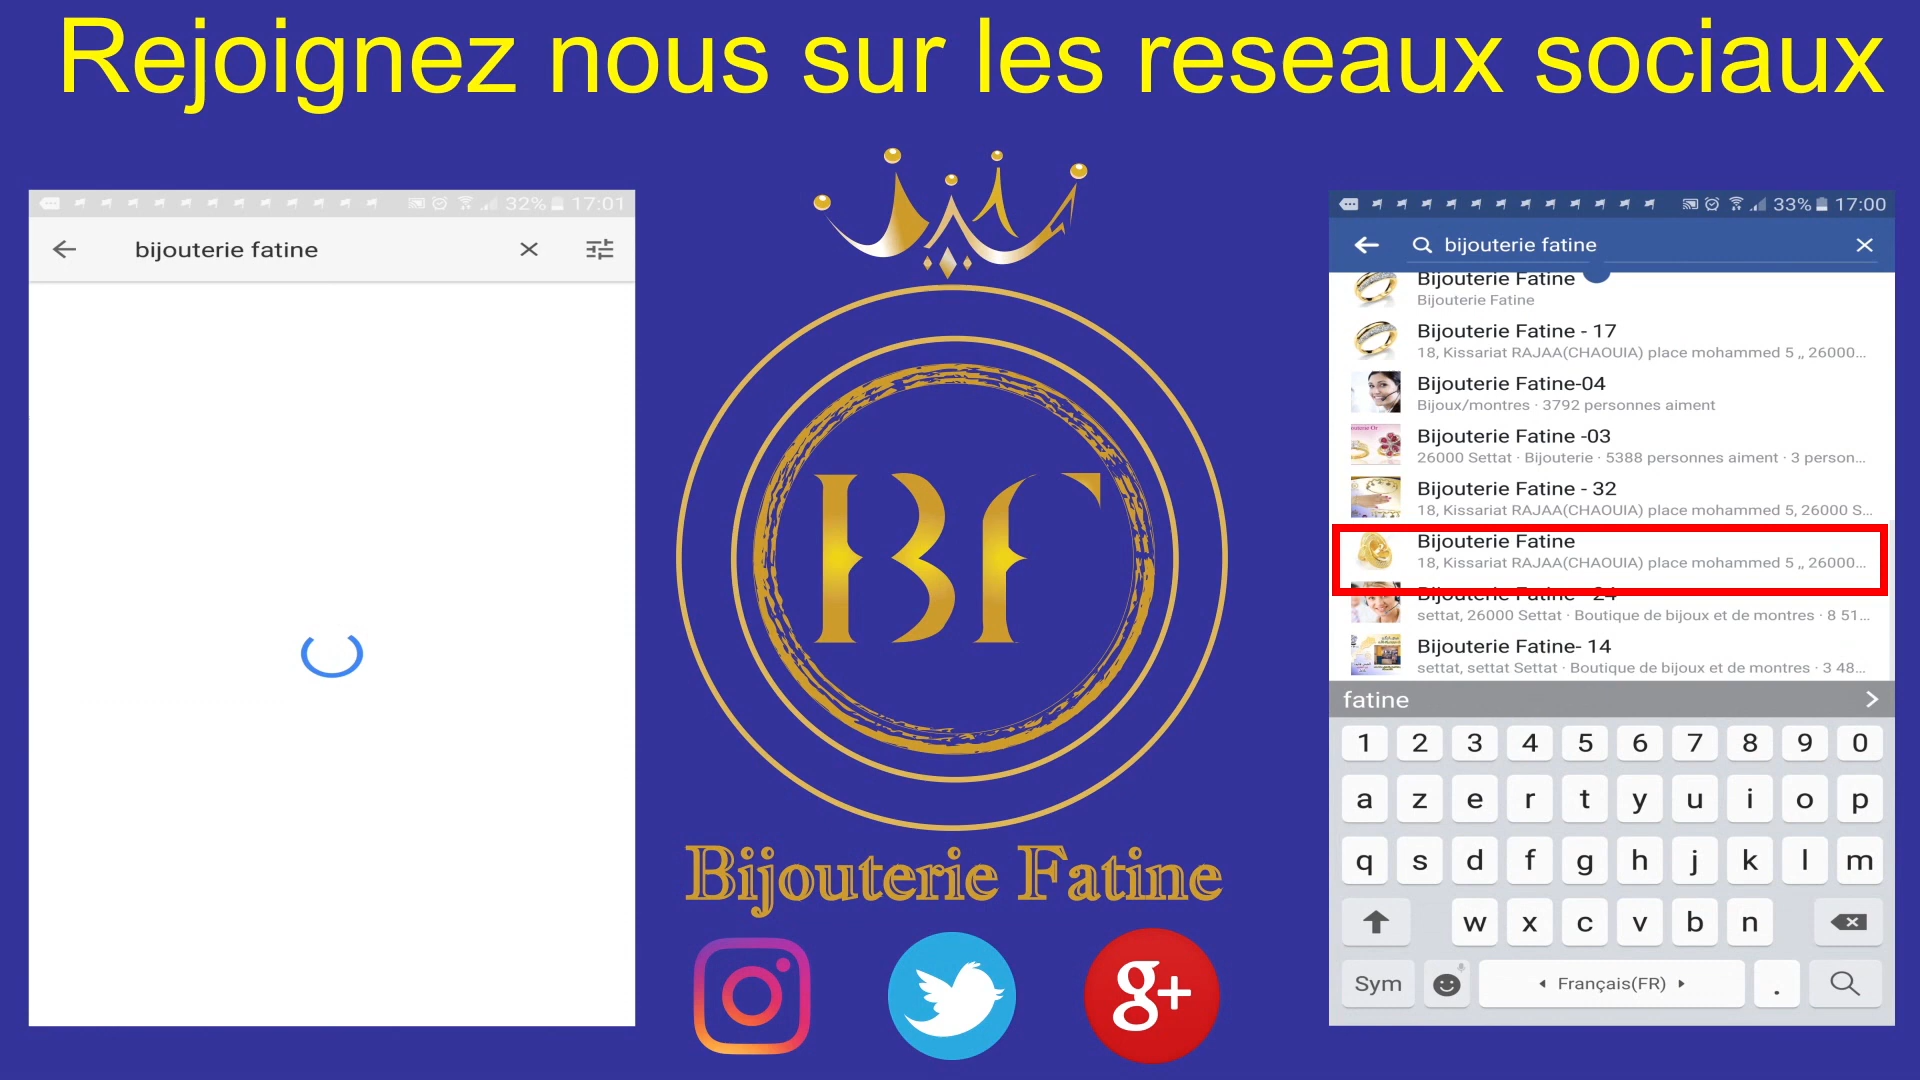 Rejoignez nous sur les reseaux sociaux
32% 17:01
bijouterie fatine
BF
Bijouterie Fatine
g+
33% 17:00
bijouterie fatine
Bijouterie Fatine
Bijouterie Fatine
Bijouterie Fatine - 17
18, Kissariat RAJAA(CHAOUIA) place mohammed 5 ,, 26000...
Bijouterie Fatine-04
Bijoux/montres · 3792 personnes aiment
Bijouterie Fatine -03
26000 Settat · Bijouterie · 5388 personnes aiment · 3 person...
Bijouterie Fatine - 32
18, Kissariat RAJAA(CHAOUIA) place mohammed 5, 26000 S...
Bijouterie Fatine
18, Kissariat RAJAA(CHAOUIA) place mohammed 5 ,, 26000...
Bijouterie Fatine - 24
settat, 26000 Settat · Boutique de bijoux et de montres · 8 51...
Bijouterie Fatine- 14
settat, settat Settat · Boutique de bijoux et de montres · 3 48...
fatine
1 2 3 4 5 6 7 8 9 0
a z e r t y u i o p
q s d f g h j k l m
w x c v b n
Sym Français(FR) .